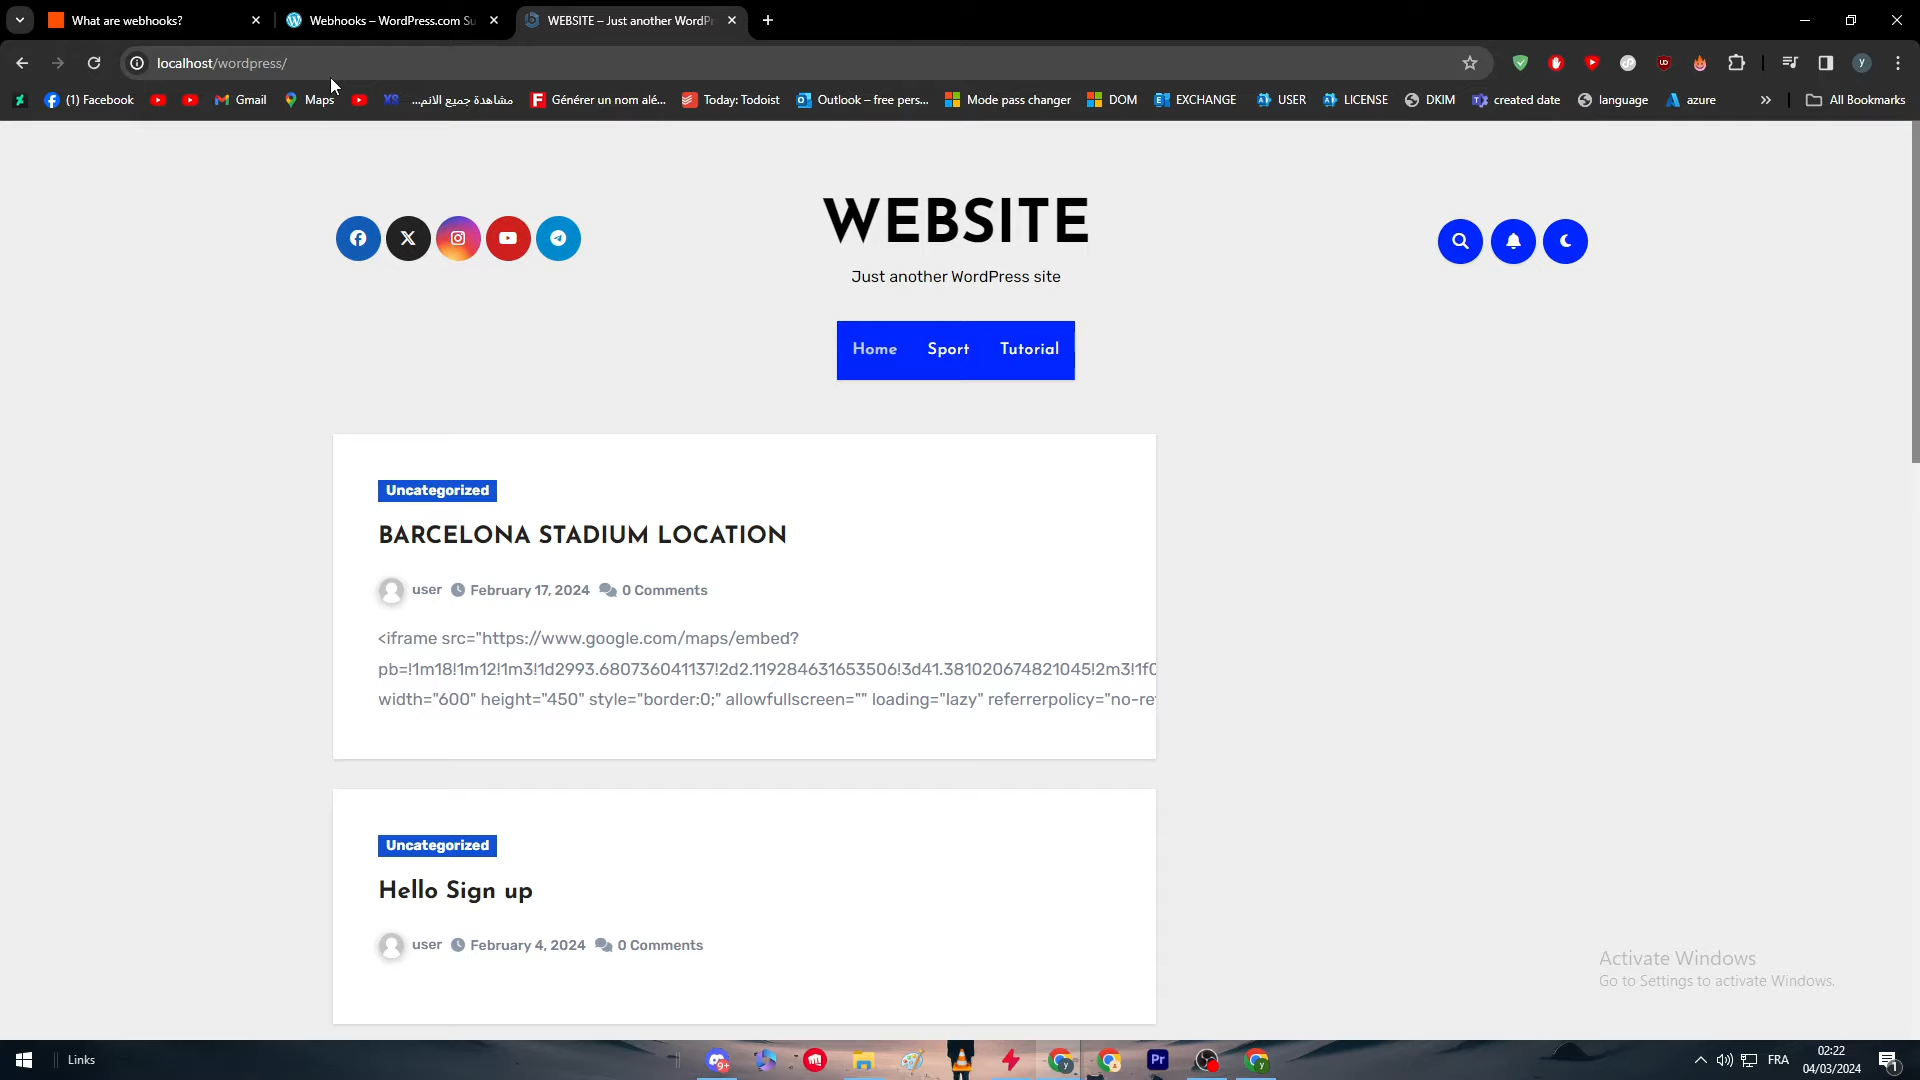 What are webhooks?
Webhooks – WordPress.com Su
WEBSITE – Just another WordP
localhost/wordpress/
(1) Facebook
Gmail
Maps
XS
مشاهدة جميع الانم...
Générer un nom alé...
Today: Todoist
Outlook – free pers...
Mode pass changer
DOM
EXCHANGE
USER
LICENSE
DKIM
created date
language
azure
»
All Bookmarks
WEBSITE
Just another WordPress site
Home
Sport
Tutorial
Uncategorized
BARCELONA STADIUM LOCATION
user February 17, 2024 0 Comments
<iframe src="https://www.google.com/maps/embed?
pb=!1m18!1m12!1m3!1d2993.680736041137!2d2.119284631653506!3d41.381020674821045!2m3!1f0
width="600" height="450" style="border:0;" allowfullscreen="" loading="lazy" referrerpolicy="no-re
Uncategorized
Hello Sign up
user February 4, 2024 0 Comments
Activate Windows
Go to Settings to activate Windows.
Links
9+
Pr
FRA
02:22
04/03/2024
1